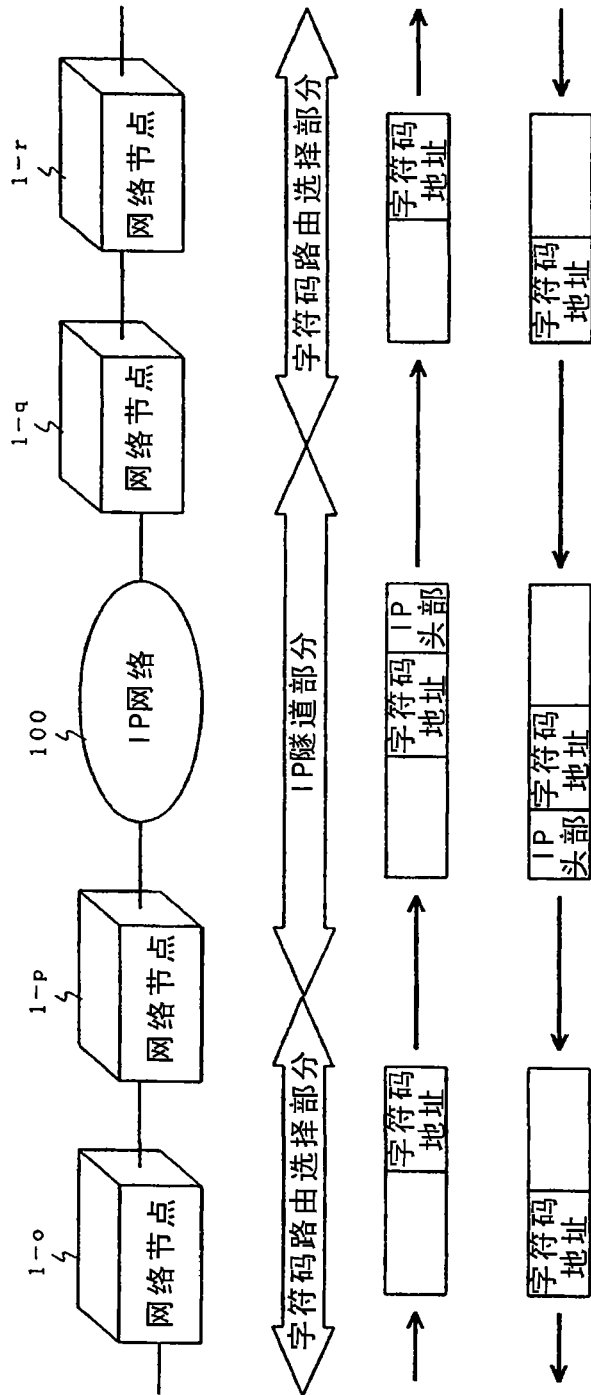 1-o
1-p
100
1-q
1-r
网络节点
网络节点
IP网络
网络节点
网络节点
字符码路由选择部分
IP隧道部分
字符码路由选择部分
字符码
地址
字符码
地址
IP
头部
字符码
地址
字符码
地址
IP
头部
字符码
地址
字符码
地址